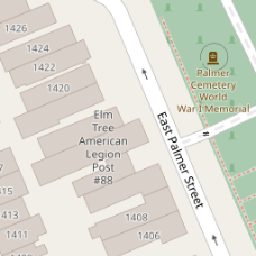 1426
1424
1422
1420
Palmer
Cemetery
World
War I Memorial
Elm
Tree
American
Legion
Post
#88
East Palmer Street
415
1413
1411
1408
1406